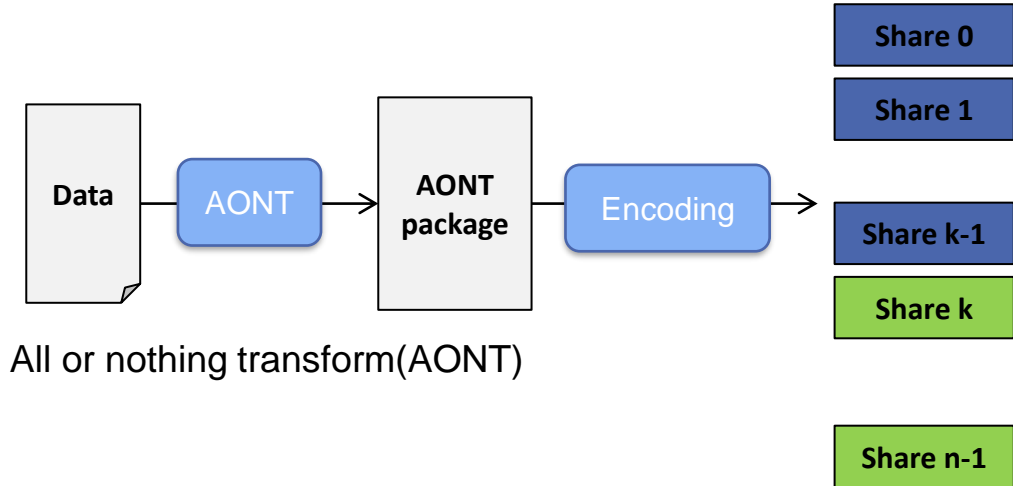 Share 0
Share 1
Data
AONT
AONT
package
Encoding
Share k-1
Share k
All or nothing transform(AONT)
Share n-1